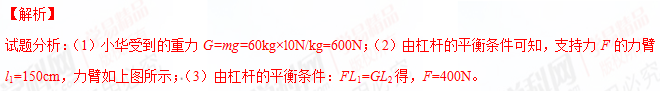 【解析】
试题分析：（1）小华受到的重力 G=mg=60kg×10N/kg=600N；（2）由杠杆的平衡条件可知，支持力 F 的力臂
l₁=150cm，力臂如上图所示；（3）由杠杆的平衡条件：FL₁=GL₂得，F=400N。